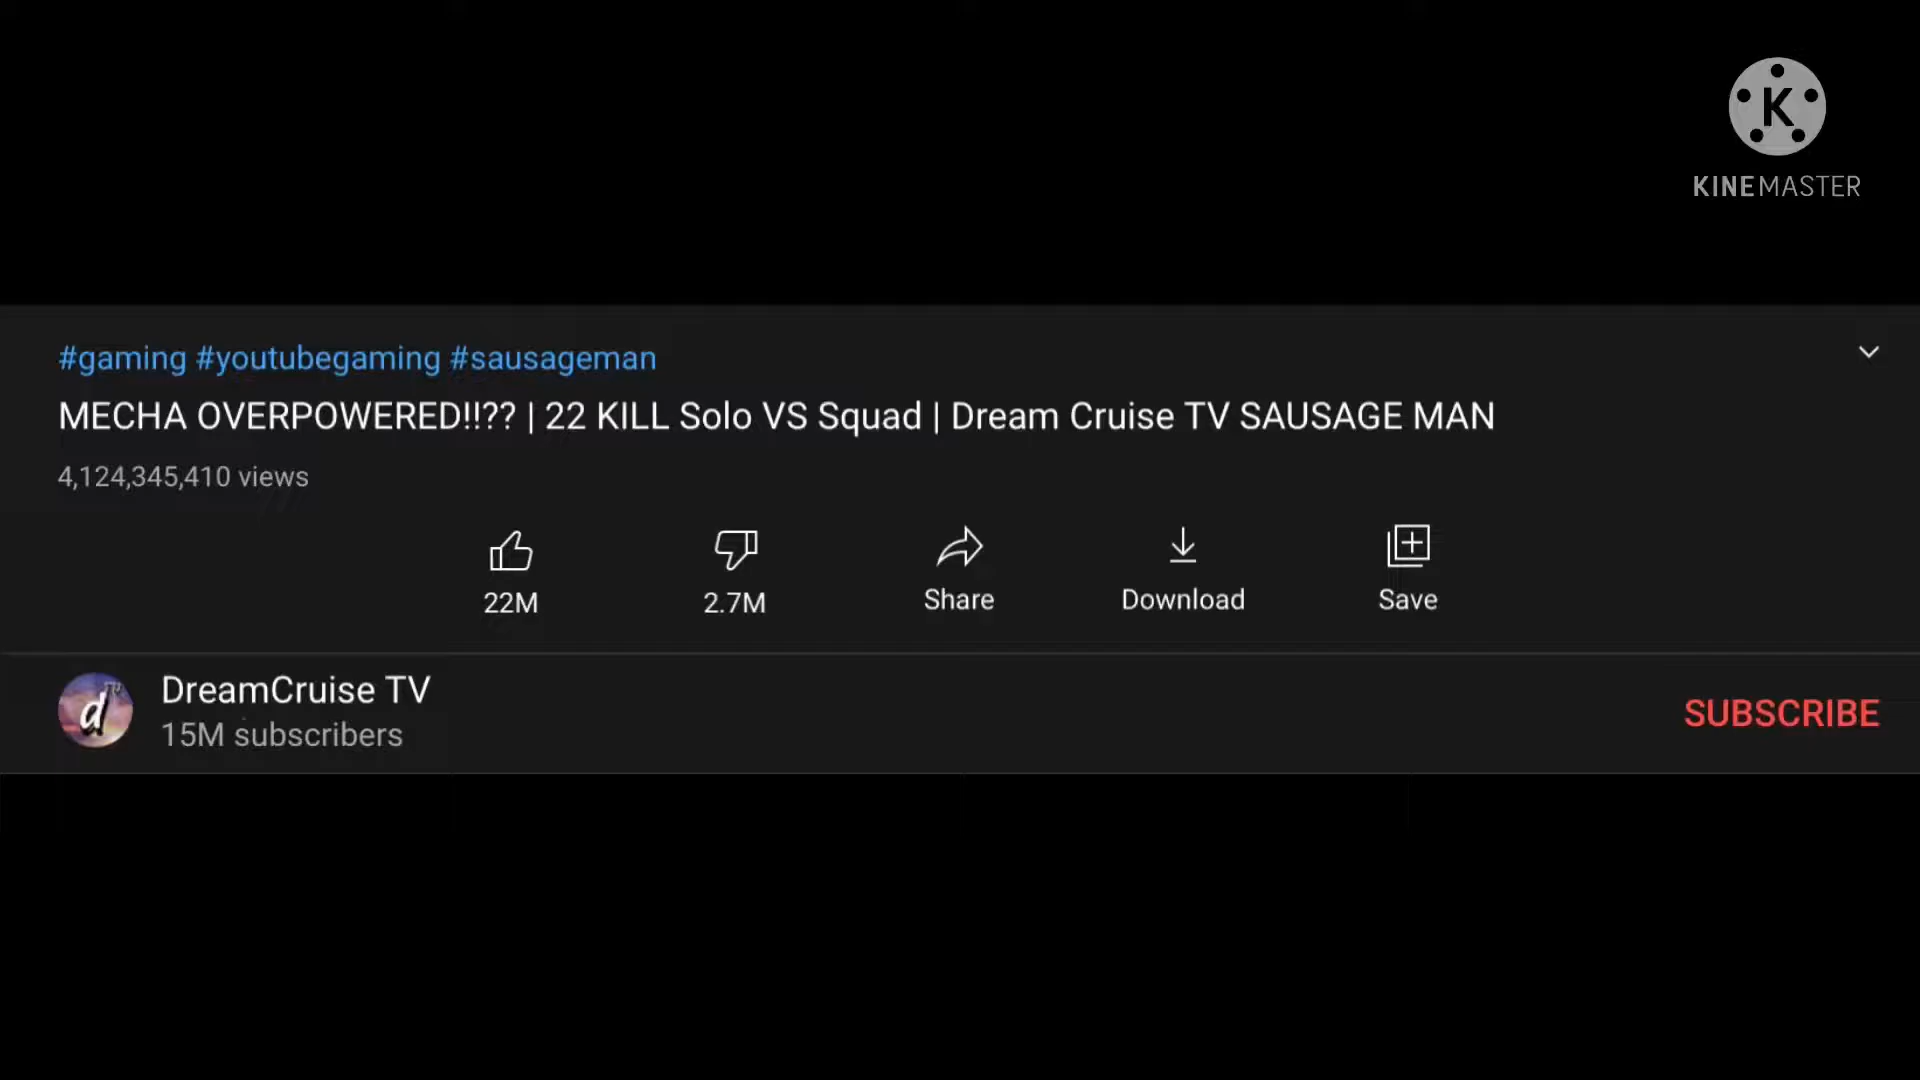 K
KINEMASTER
#gaming #youtubegaming #sausageman
MECHA OVERPOWERED!!?? | 22 KILL Solo VS Squad | Dream Cruise TV SAUSAGE MAN
4,124,345,410 views
22M
2.7M
Share
Download
Save
d TV
DreamCruise TV
15M subscribers
SUBSCRIBE